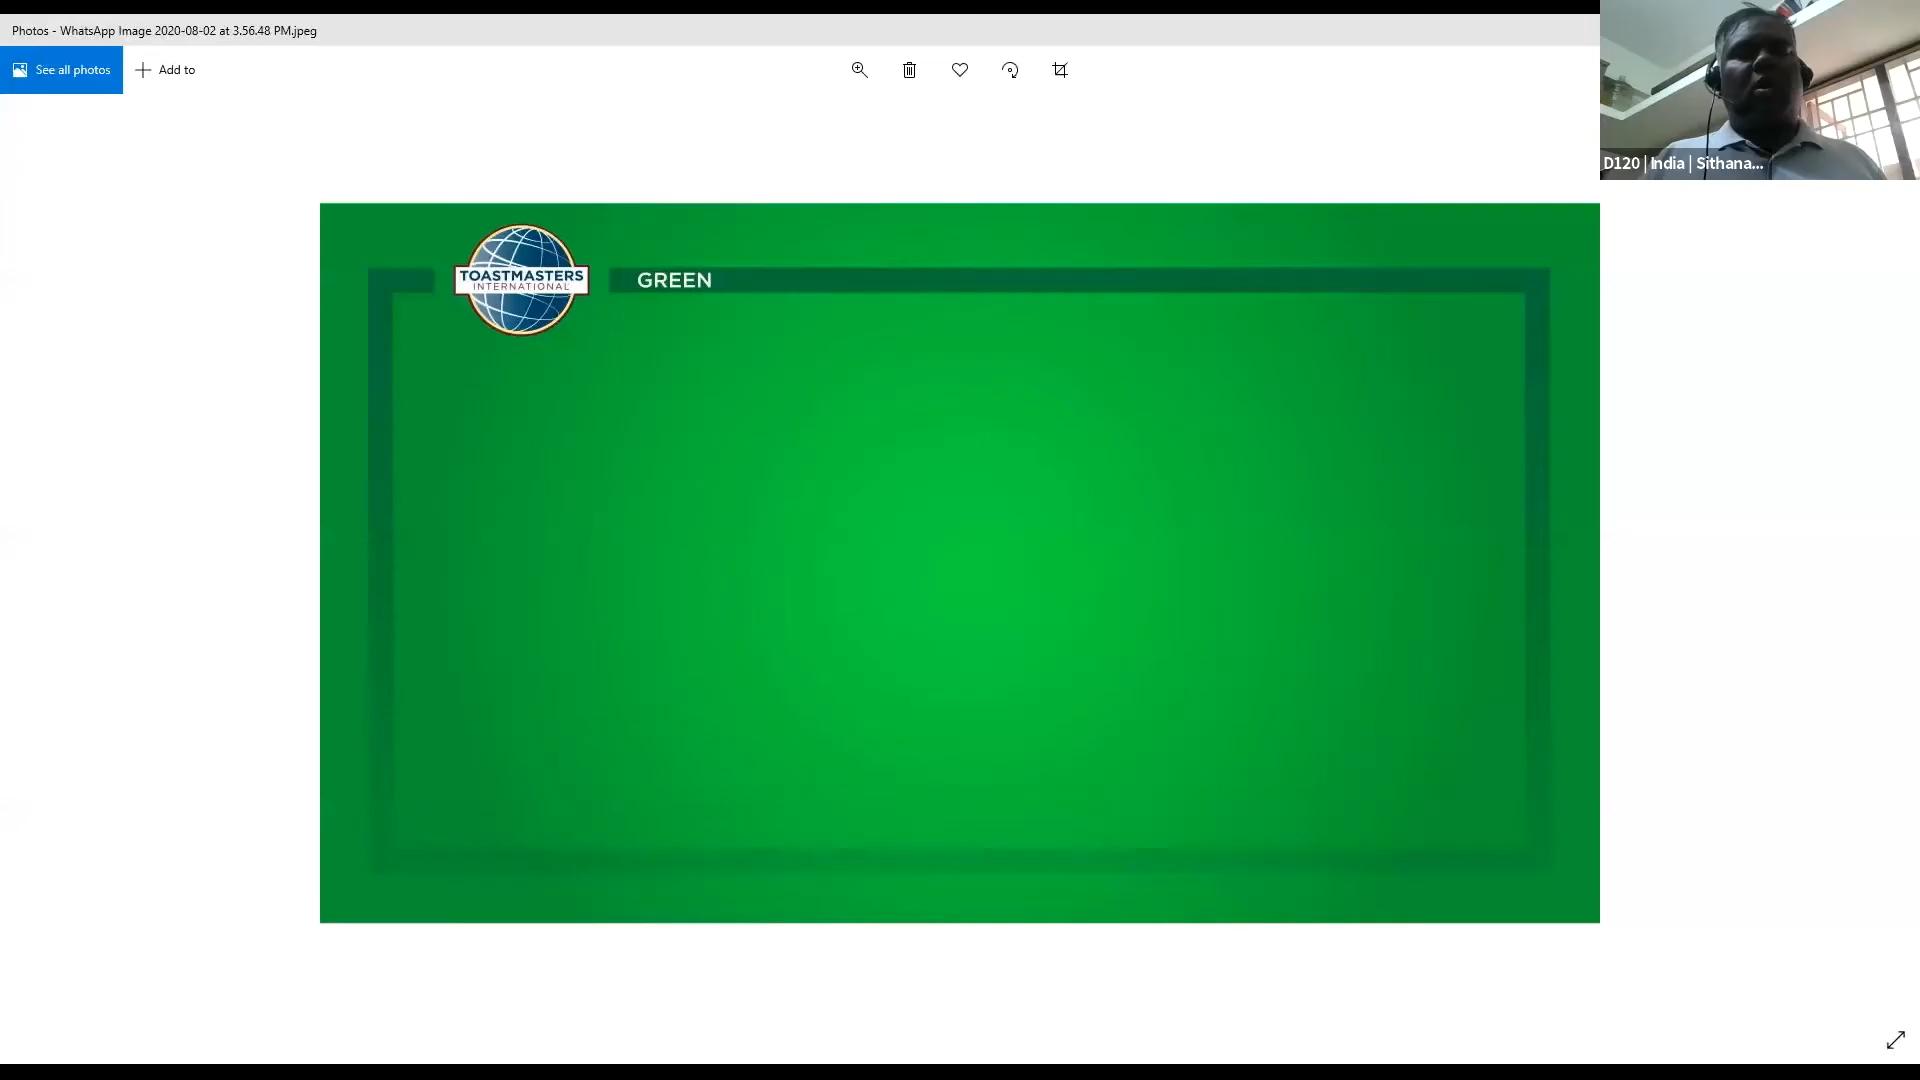 Photos - WhatsApp Image 2020-08-02 at 3.56.48 PM.jpeg
See all photos
Add to
D120 | India | Sithana...
TOASTMASTERS
INTERNATIONAL
GREEN